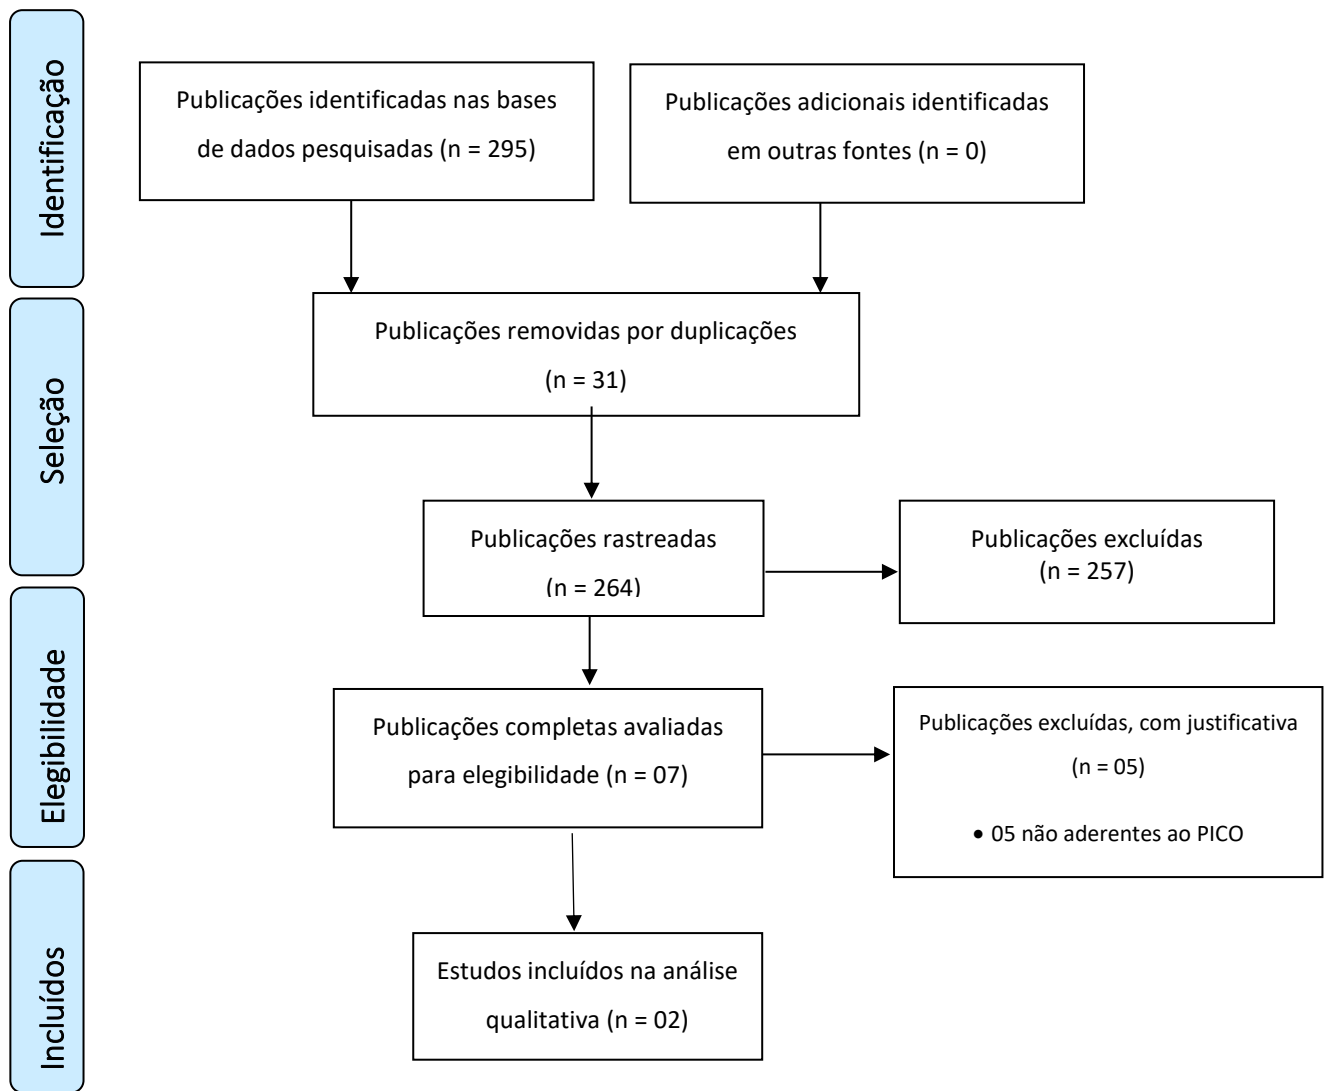 Identificação
Publicações identificadas nas bases
de dados pesquisadas (n = 295)
Publicações adicionais identificadas
em outras fontes (n = 0)
Seleção
Publicações removidas por duplicações
(n = 31)
Publicações rastreadas
(n = 264)
Publicações excluídas
(n = 257)
Elegibilidade
Publicações completas avaliadas
para elegibilidade (n = 07)
Publicações excluídas, com justificativa
(n = 05)
• 05 não aderentes ao PICO
Incluídos
Estudos incluídos na análise
qualitativa (n = 02)